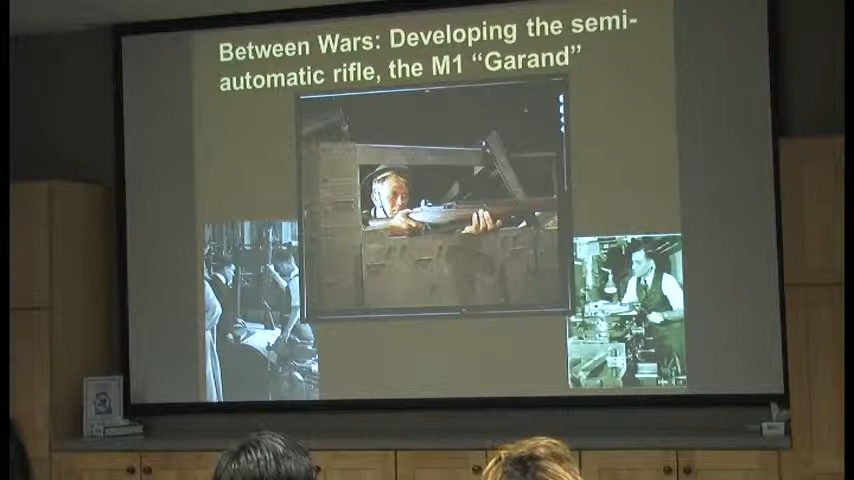 Between Wars: Developing the semi-
automatic rifle, the M1 “Garand”